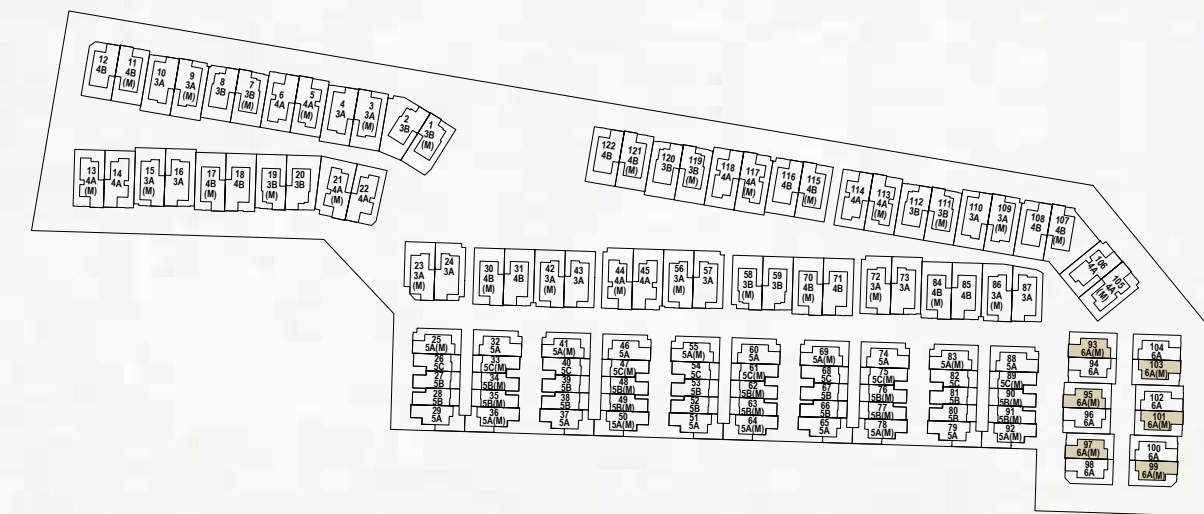 12
4B
11
4B
(M)
10
3A
9
3A
(M)
8
3B
7
3B
(M)
6
4A
5
4A
(M)
4
3A
3
3A
(M)
2
3B
1
3B
(M)
13
4A
(M)
14
4A
15
3A
(M)
16
3A
17
4B
(M)
18
4B
19
3B
(M)
20
3B
21
4A
(M)
22
4A
122
4B
121
4B
(M)
120
3B
119
3B
(M)
118
4A
117
4A
(M)
116
4B
115
4B
(M)
114
4A
113
4A
(M)
112
3B
111
3B
(M)
110
3A
109
3A
(M)
108
4B
107
4B
(M)
106
4A
105
4A
(M)
23
3A
(M)
24
3A
30
4B
(M)
31
4B
42
3A
(M)
43
3A
44
4A
(M)
45
4A
56
3A
(M)
57
3A
58
3B
(M)
59
3B
70
4B
(M)
71
4B
72
3A
(M)
73
3A
84
4B
(M)
85
4B
86
3A
(M)
87
3A
25
5A(M)
26
5C
27
5B
28
5B
29
5A
32
5A
33
5C(M)
34
5B(M)
35
5B(M)
36
5A(M)
41
5A(M)
40
5C
39
5B
38
5B
37
5A
46
5A
47
5C(M)
48
5B(M)
49
5B(M)
50
5A(M)
55
5A(M)
54
5C
53
5B
52
5B
51
5A
60
5A
61
5C(M)
62
5B(M)
63
5B(M)
64
5A(M)
69
5A(M)
68
5C
67
5B
66
5B
65
5A
74
5A
75
5C(M)
76
5B(M)
77
5B(M)
78
5A(M)
83
5A(M)
82
5C
81
5B
80
5B
79
5A
88
5A
89
5C(M)
90
5B(M)
91
5B(M)
92
5A(M)
93
6A(M)
94
6A
95
6A(M)
96
6A
97
6A(M)
98
6A
104
6A
103
6A(M)
102
6A
101
6A(M)
100
6A
99
6A(M)